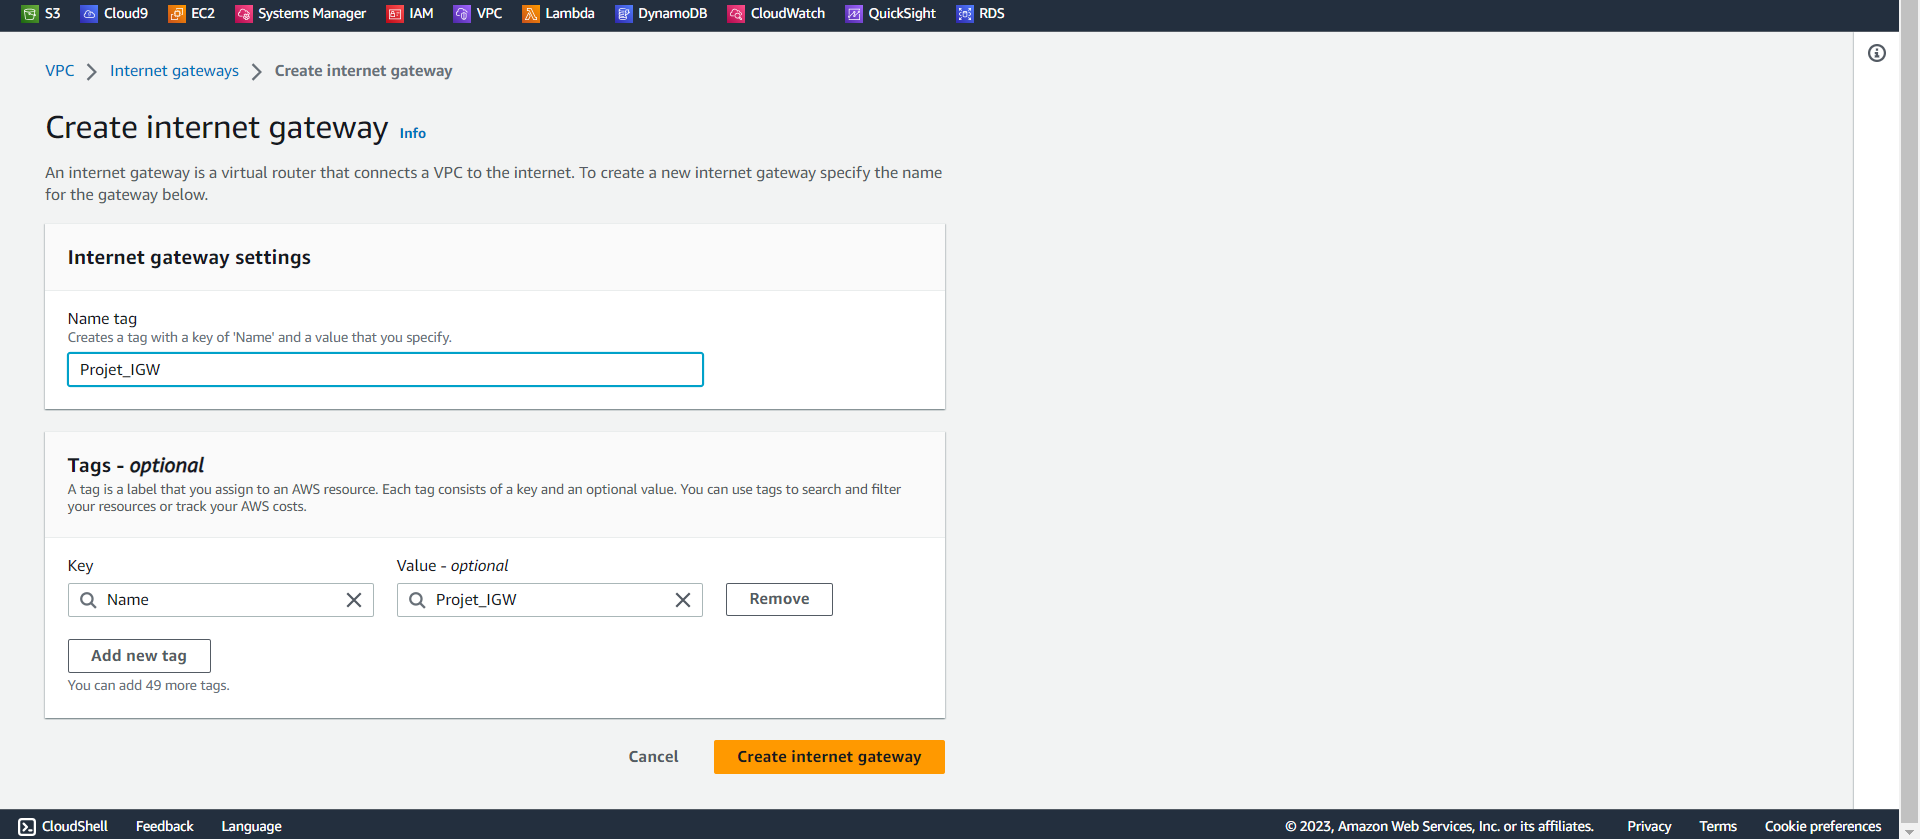 S3 Cloud9 EC2 Systems Manager IAM VPC Lambda DynamoDB CloudWatch QuickSight RDS
VPC Internet gateways Create internet gateway
Create internet gateway Info
An internet gateway is a virtual router that connects a VPC to the internet. To create a new internet gateway specify the name
for the gateway below.
Internet gateway settings
Name tag
Creates a tag with a key of 'Name' and a value that you specify.
Projet_IGW
Tags - optional
A tag is a label that you assign to an AWS resource. Each tag consists of a key and an optional value. You can use tags to search and filter
your resources or track your AWS costs.
Key Value - optional
Name Projet_IGW Remove
Add new tag
You can add 49 more tags.
Cancel Create internet gateway
CloudShell Feedback Language © 2023, Amazon Web Services, Inc. or its affiliates. Privacy Terms Cookie preferences